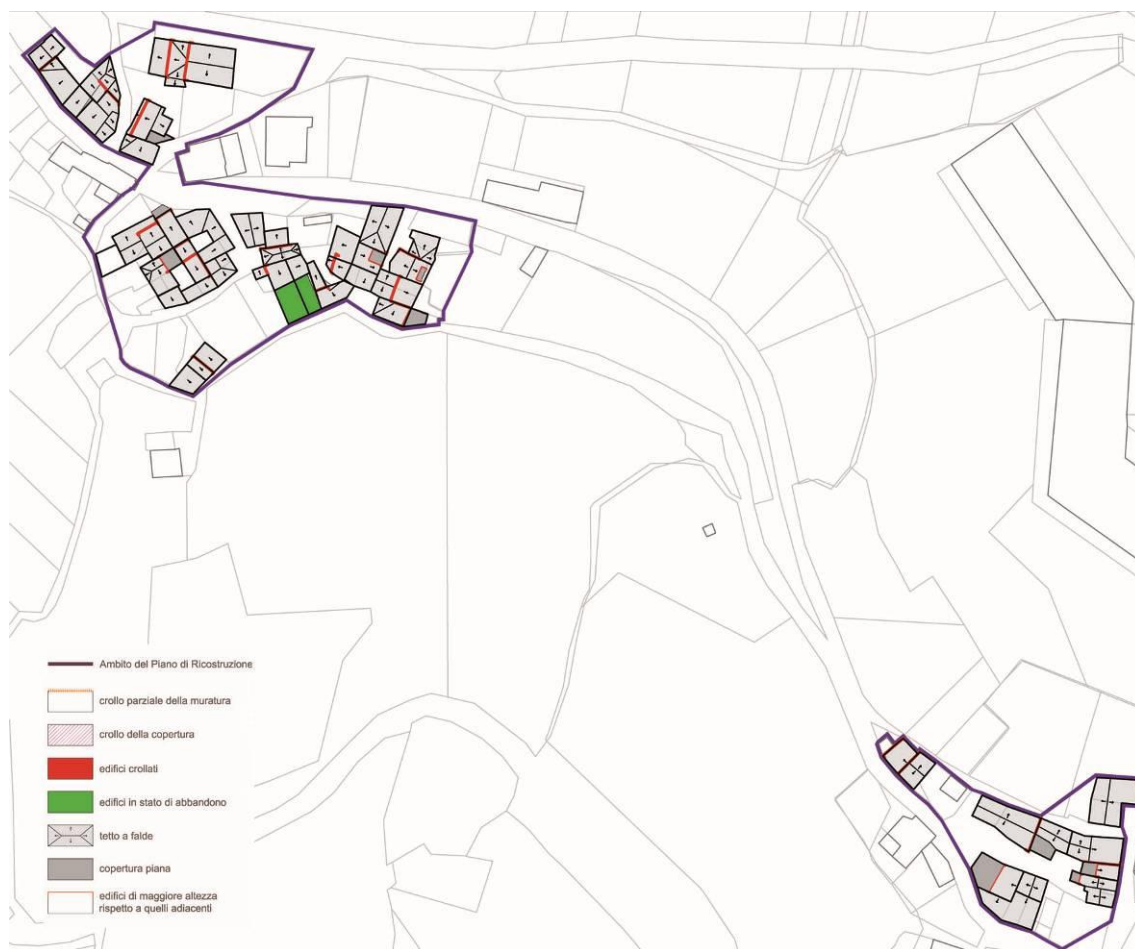 Ambito del Piano di Ricostruzione
crollo parziale della muratura
crollo della copertura
edifici crollati
edifici in stato di abbandono
tetto a falde
copertura piana
edifici di maggiore altezza
rispetto a quelli adiacenti